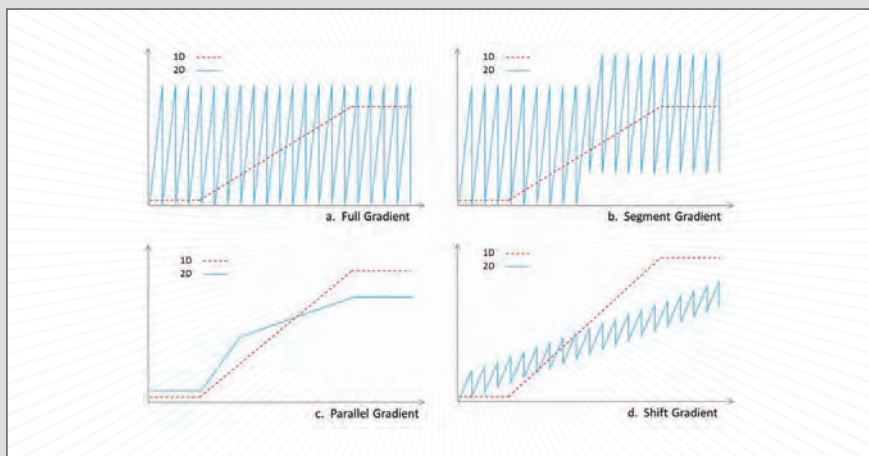 1D
2D
a. Full Gradient
1D
2D
b. Segment Gradient
1D
2D
c. Parallel Gradient
1D
2D
d. Shift Gradient